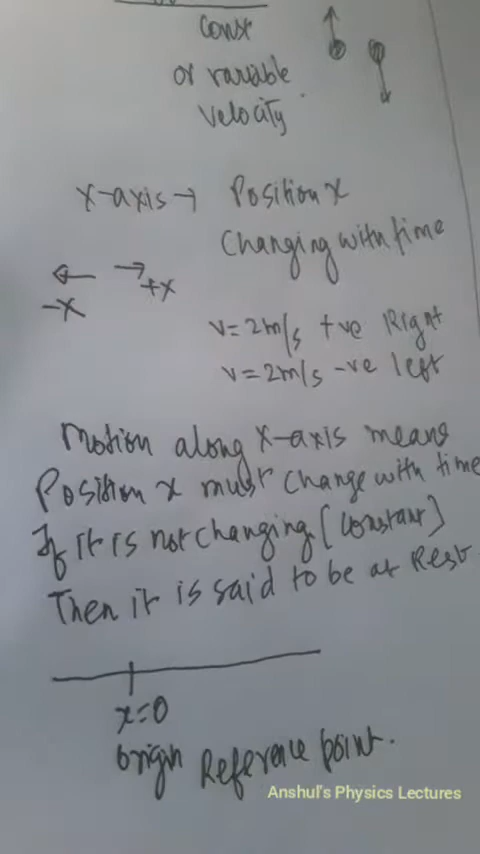 Const
or variable
velocity
x-axis → Position x
Changing with time
← →
-x +x
v=2m/s +ve Right
v=2m/s -ve left
Motion along x-axis means
Position x must change with time
If it is not changing [Constant]
Then it is said to be at Rest
x=0
origin Reference point.
Anshul's Physics Lectures